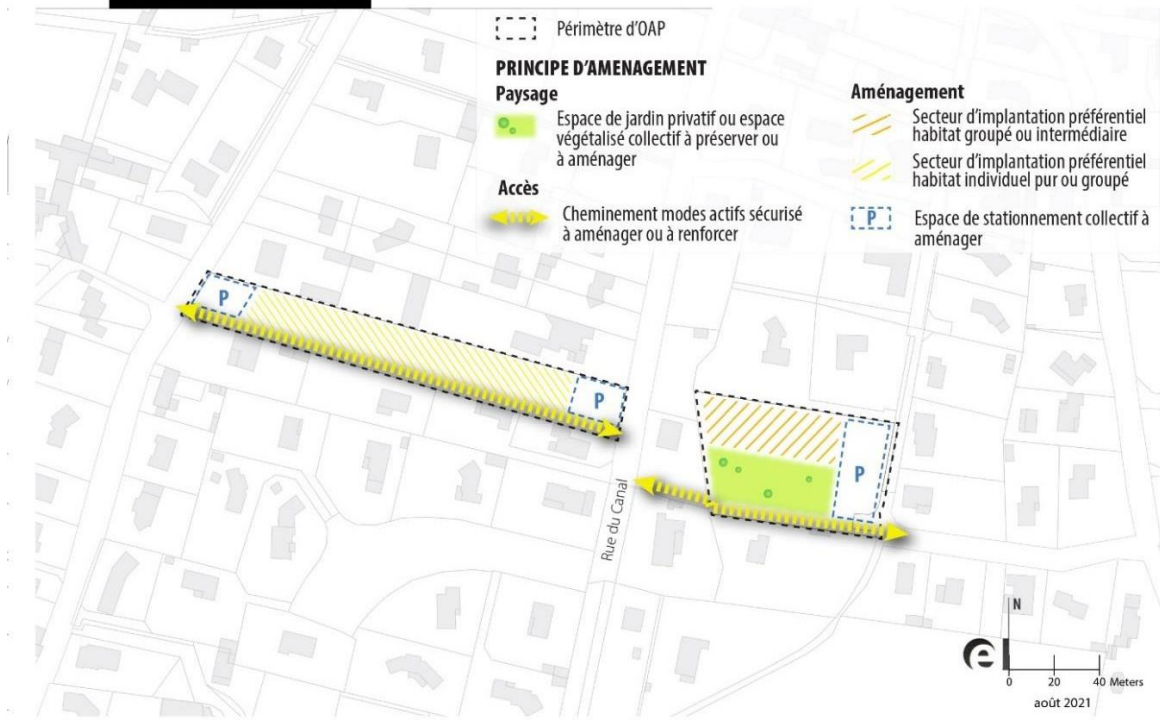 Périmètre d'OAP
PRINCIPE D'AMENAGEMENT
Paysage
Espace de jardin privatif ou espace
végétalisé collectif à préserver ou
à aménager
Accès
Cheminement modes actifs sécurisé
à aménager ou à renforcer
Aménagement
Secteur d'implantation préférentiel
habitat groupé ou intermédiaire
Secteur d'implantation préférentiel
habitat individuel pur ou groupé
P
Espace de stationnement collectif à
aménager
P
P
P
Rue du Canal
N
e
0 20 40 Meters
août 2021